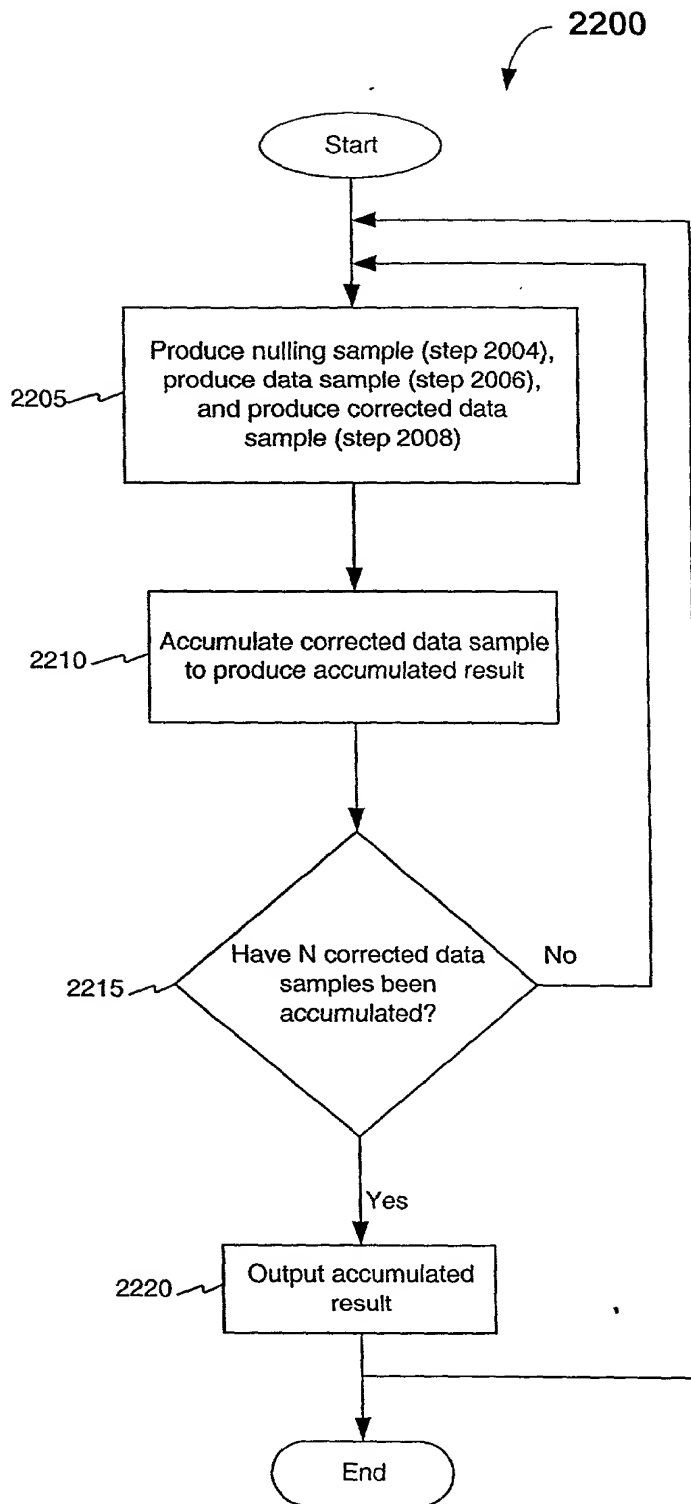 2200
Start
Produce nulling sample (step 2004),
produce data sample (step 2006),
and produce corrected data
sample (step 2008)
2205
Accumulate corrected data sample
to produce accumulated result
2210
Have N corrected data
samples been
accumulated?
2215
No
Yes
Output accumulated
result
2220
End